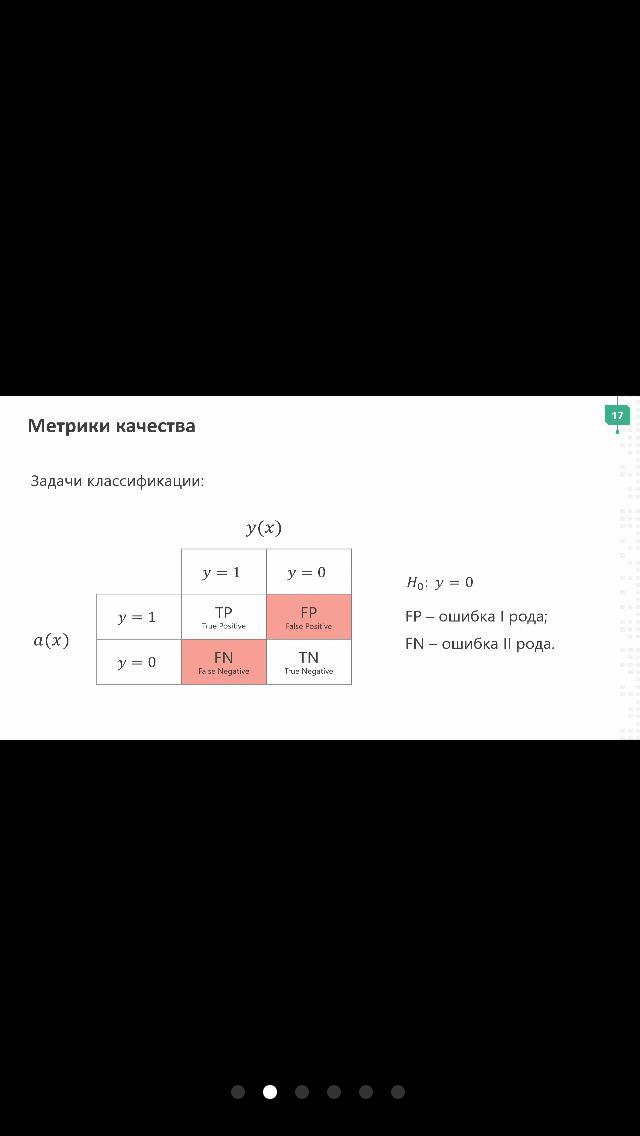 Метрики качества
17
Задачи классификации:
y(x)
y = 1
y = 0
H₀: y = 0
y = 1
TP
True Positive
FP
False Positive
FP – ошибка I рода;
a(x)
y = 0
FN
False Negative
TN
True Negative
FN – ошибка II рода.